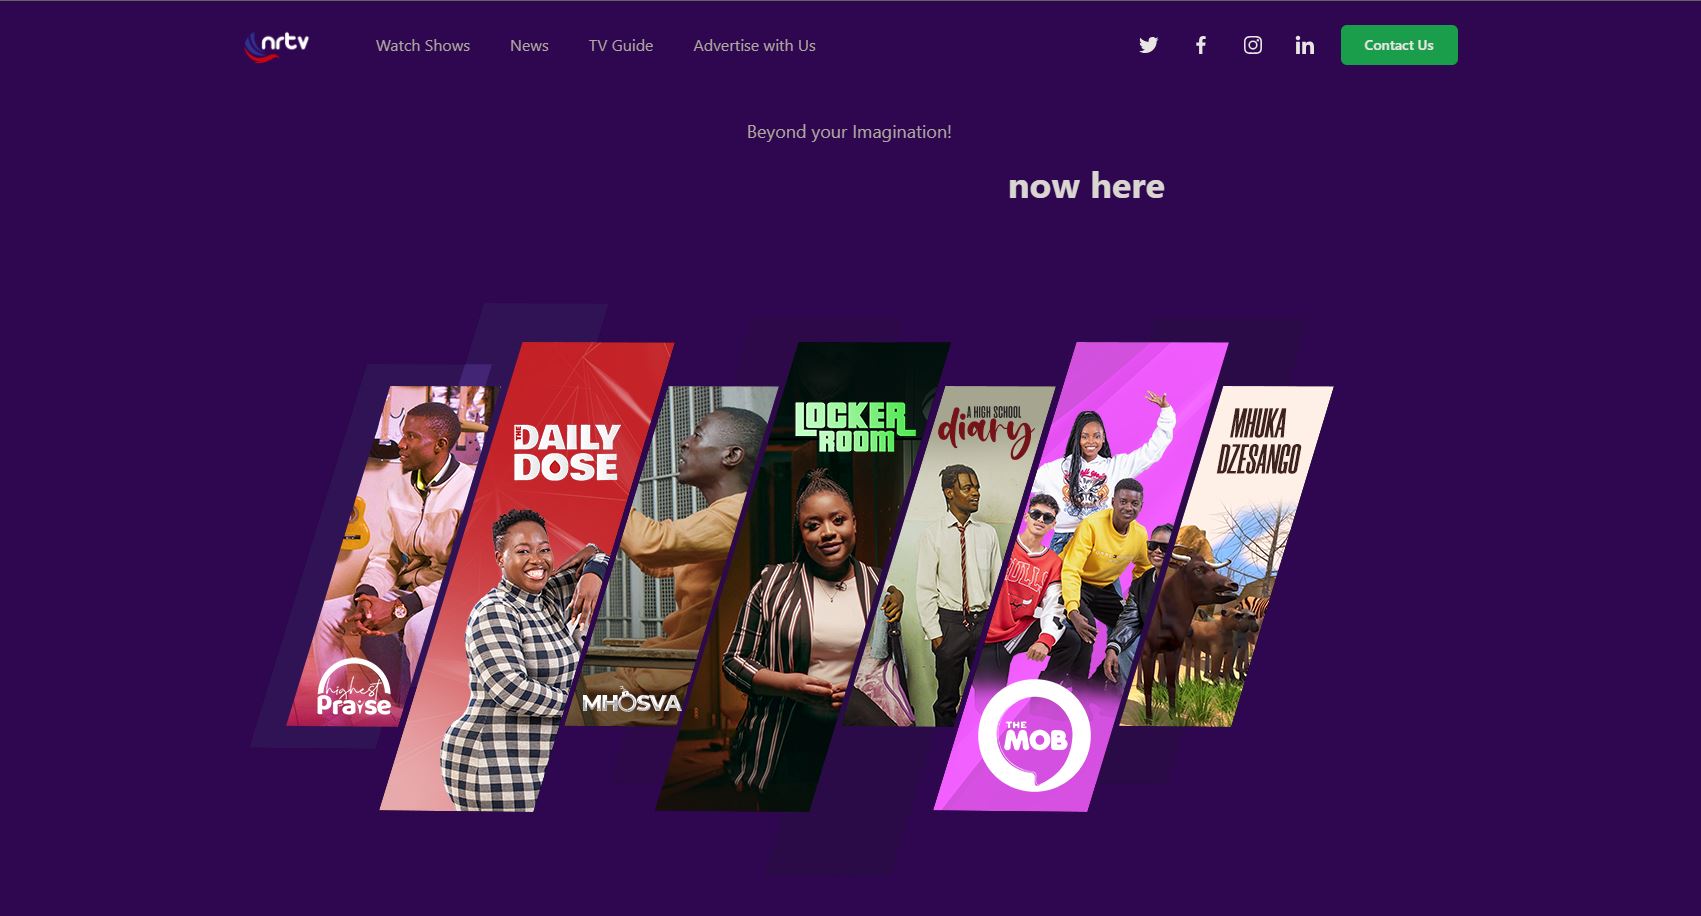 nrtv
Watch Shows
News
TV Guide
Advertise with Us
Contact Us
Beyond your Imagination!
now here
highest
Praise
THE
DAILY
DOSE
MHOSVA
LOCKER
ROOM
A HIGH SCHOOL
diary
THE
MOB
MHUKA
DZESANGO